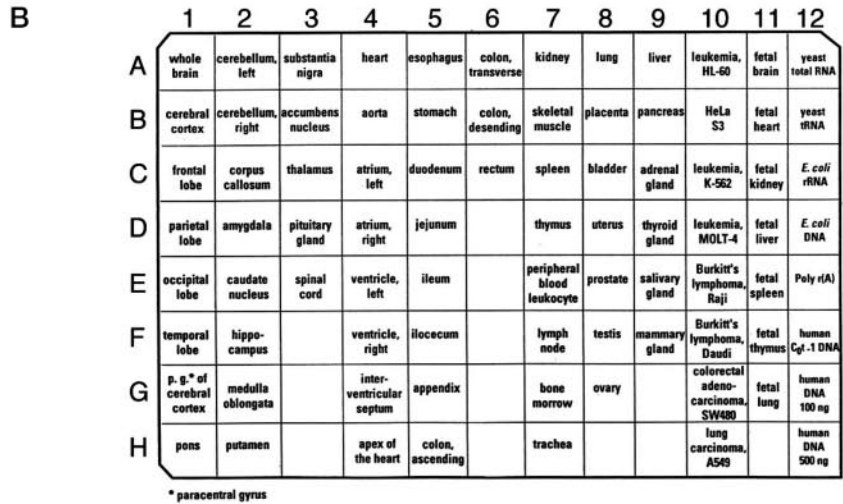 B
1 2 3 4 5 6 7 8 9 10 11 12
A whole brain cerebellum, left substantia nigra heart esophagus colon, transverse kidney lung liver leukemia, HL-60 fetal brain yeast total RNA
B cerebral cortex cerebellum, right accumbens nucleus aorta stomach colon, desending skeletal muscle placenta pancreas HeLa S3 fetal heart yeast tRNA
C frontal lobe corpus callosum thalamus atrium, left duodenum rectum spleen bladder adrenal gland leukemia, K-562 fetal kidney E. coli rRNA
D parietal lobe amygdala pituitary gland atrium, right jejunum thymus uterus thyroid gland leukemia, MOLT-4 fetal liver E. coli DNA
E occipital lobe caudate nucleus spinal cord ventricle, left ileum peripheral blood leukocyte prostate salivary gland Burkitt's lymphoma, Raji fetal spleen Poly r(A)
F temporal lobe hippo- campus ventricle, right ilocecum lymph node testis mammary gland Burkitt's lymphoma, Daudi fetal thymus human C0t -1 DNA
G p. g.* of cerebral cortex medulla oblongata inter- ventricular septum appendix bone morrow ovary colorectal adeno- carcinoma, SW480 fetal lung human DNA 100 ng
H pons putamen apex of the heart colon, ascending trachea lung carcinoma, A549 human DNA 500 ng
* paracentral gyrus